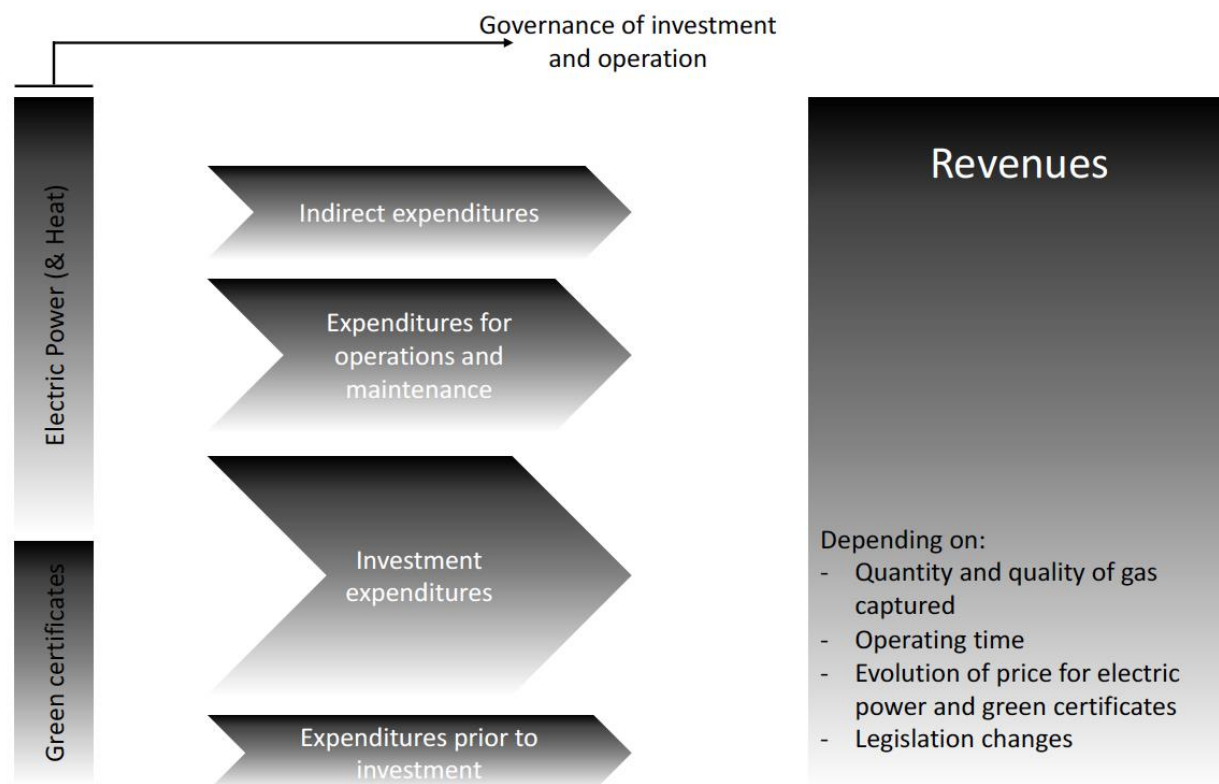 Governance of investment
and operation
Electric Power (& Heat)
Green certificates
Indirect expenditures
Expenditures for
operations and
maintenance
Investment
expenditures
Expenditures prior to
investment
Revenues
Depending on:
- Quantity and quality of gas
captured
- Operating time
- Evolution of price for electric
power and green certificates
- Legislation changes